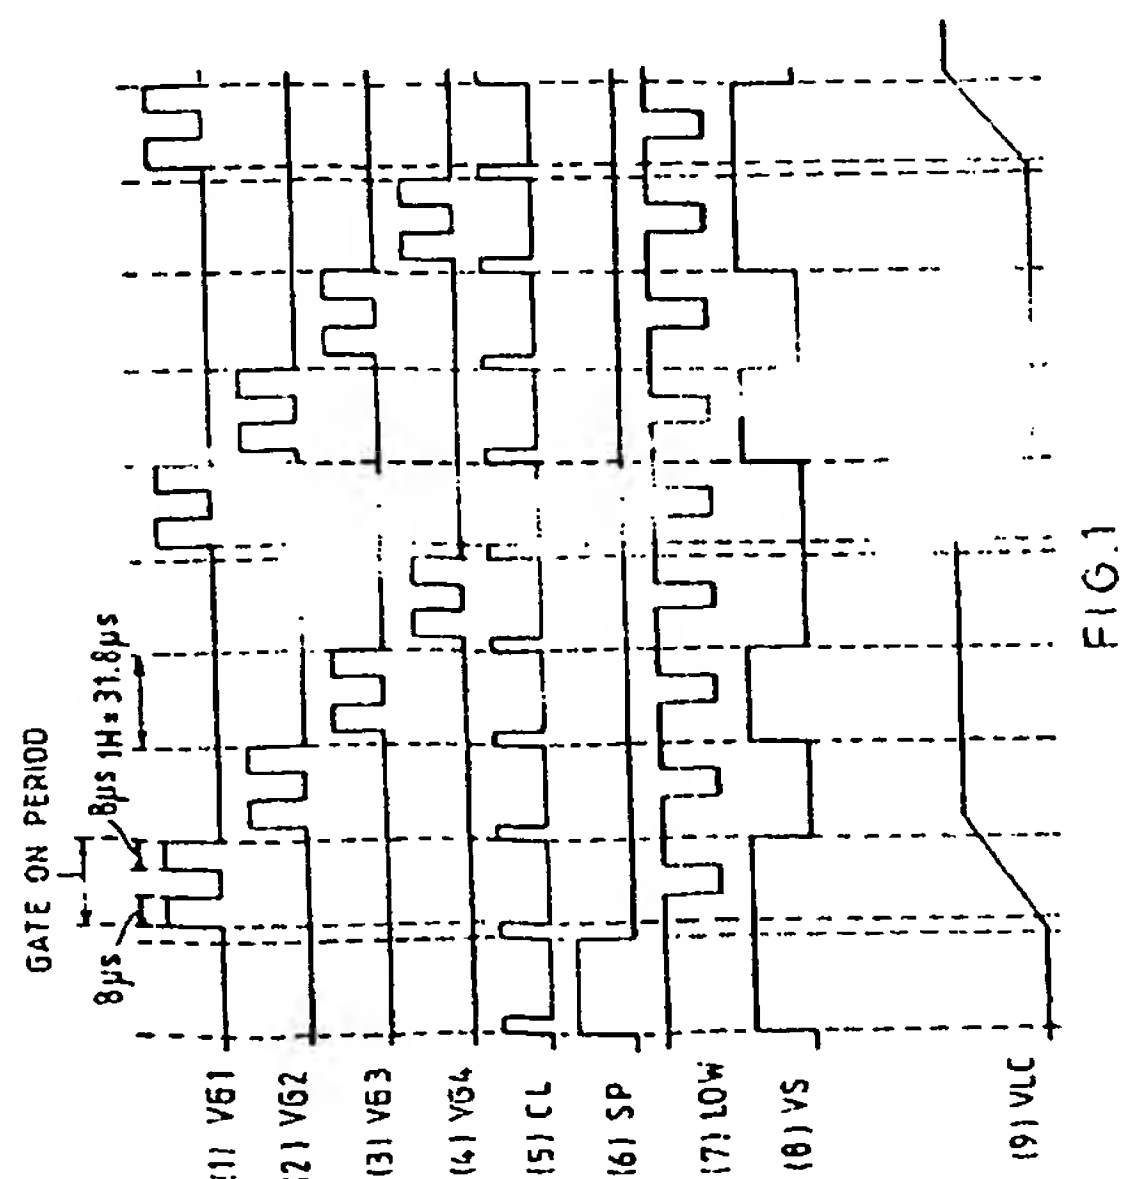 GATE ON PERIOD
8µs
8µs
1H=31.8µs
(1) VG1
(2) VG2
(3) VG3
(4) VG4
(5) CL
(6) SP
(7) LOW
(8) VS
(9) VLC
FIG.1